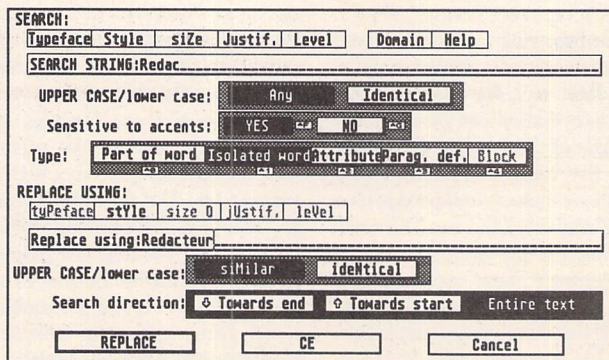 SEARCH:
Typeface Style siZe Justif. Level Domain Help
SEARCH STRING:Redac
UPPER CASE/lower case: Any Identical
Sensitive to accents: YES NO
Type: Part of word Isolated word Attribute Parag. def. Block
REPLACE USING:
tyPeface stYle size 0 jUstif. leVel
Replace using:Redacteur
UPPER CASE/lower case: siMilar ideNtical
Search direction: ⇩ Towards end ⇧ Towards start Entire text
REPLACE CE Cancel